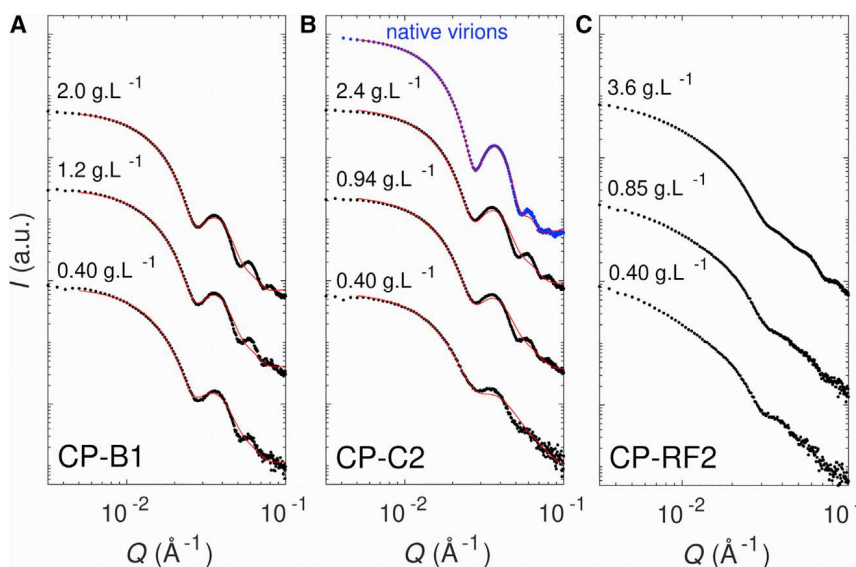 A
2.0 g.L⁻¹
1.2 g.L⁻¹
0.40 g.L⁻¹
CP-B1
I (a.u.)
10⁻²
10⁻¹
Q (Å⁻¹)
B
native virions
2.4 g.L⁻¹
0.94 g.L⁻¹
0.40 g.L⁻¹
CP-C2
10⁻²
10⁻¹
Q (Å⁻¹)
C
3.6 g.L⁻¹
0.85 g.L⁻¹
0.40 g.L⁻¹
CP-RF2
10⁻²
10⁻¹
Q (Å⁻¹)